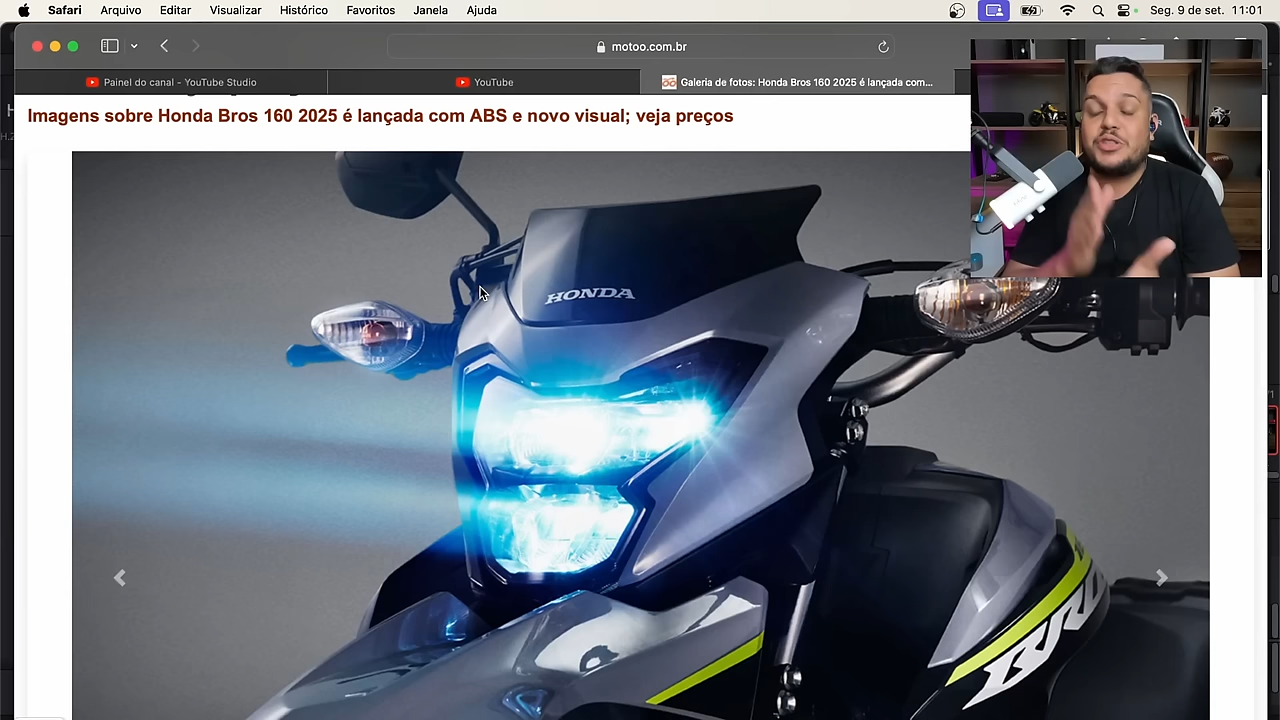 Safari Arquivo Editar Visualizar Histórico Favoritos Janela Ajuda Seg. 9 de set. 11:01
motoo.com.br
Painel do canal - YouTube Studio YouTube Galeria de fotos: Honda Bros 160 2025 é lançada com...
Imagens sobre Honda Bros 160 2025 é lançada com ABS e novo visual; veja preços
HONDA
BRO